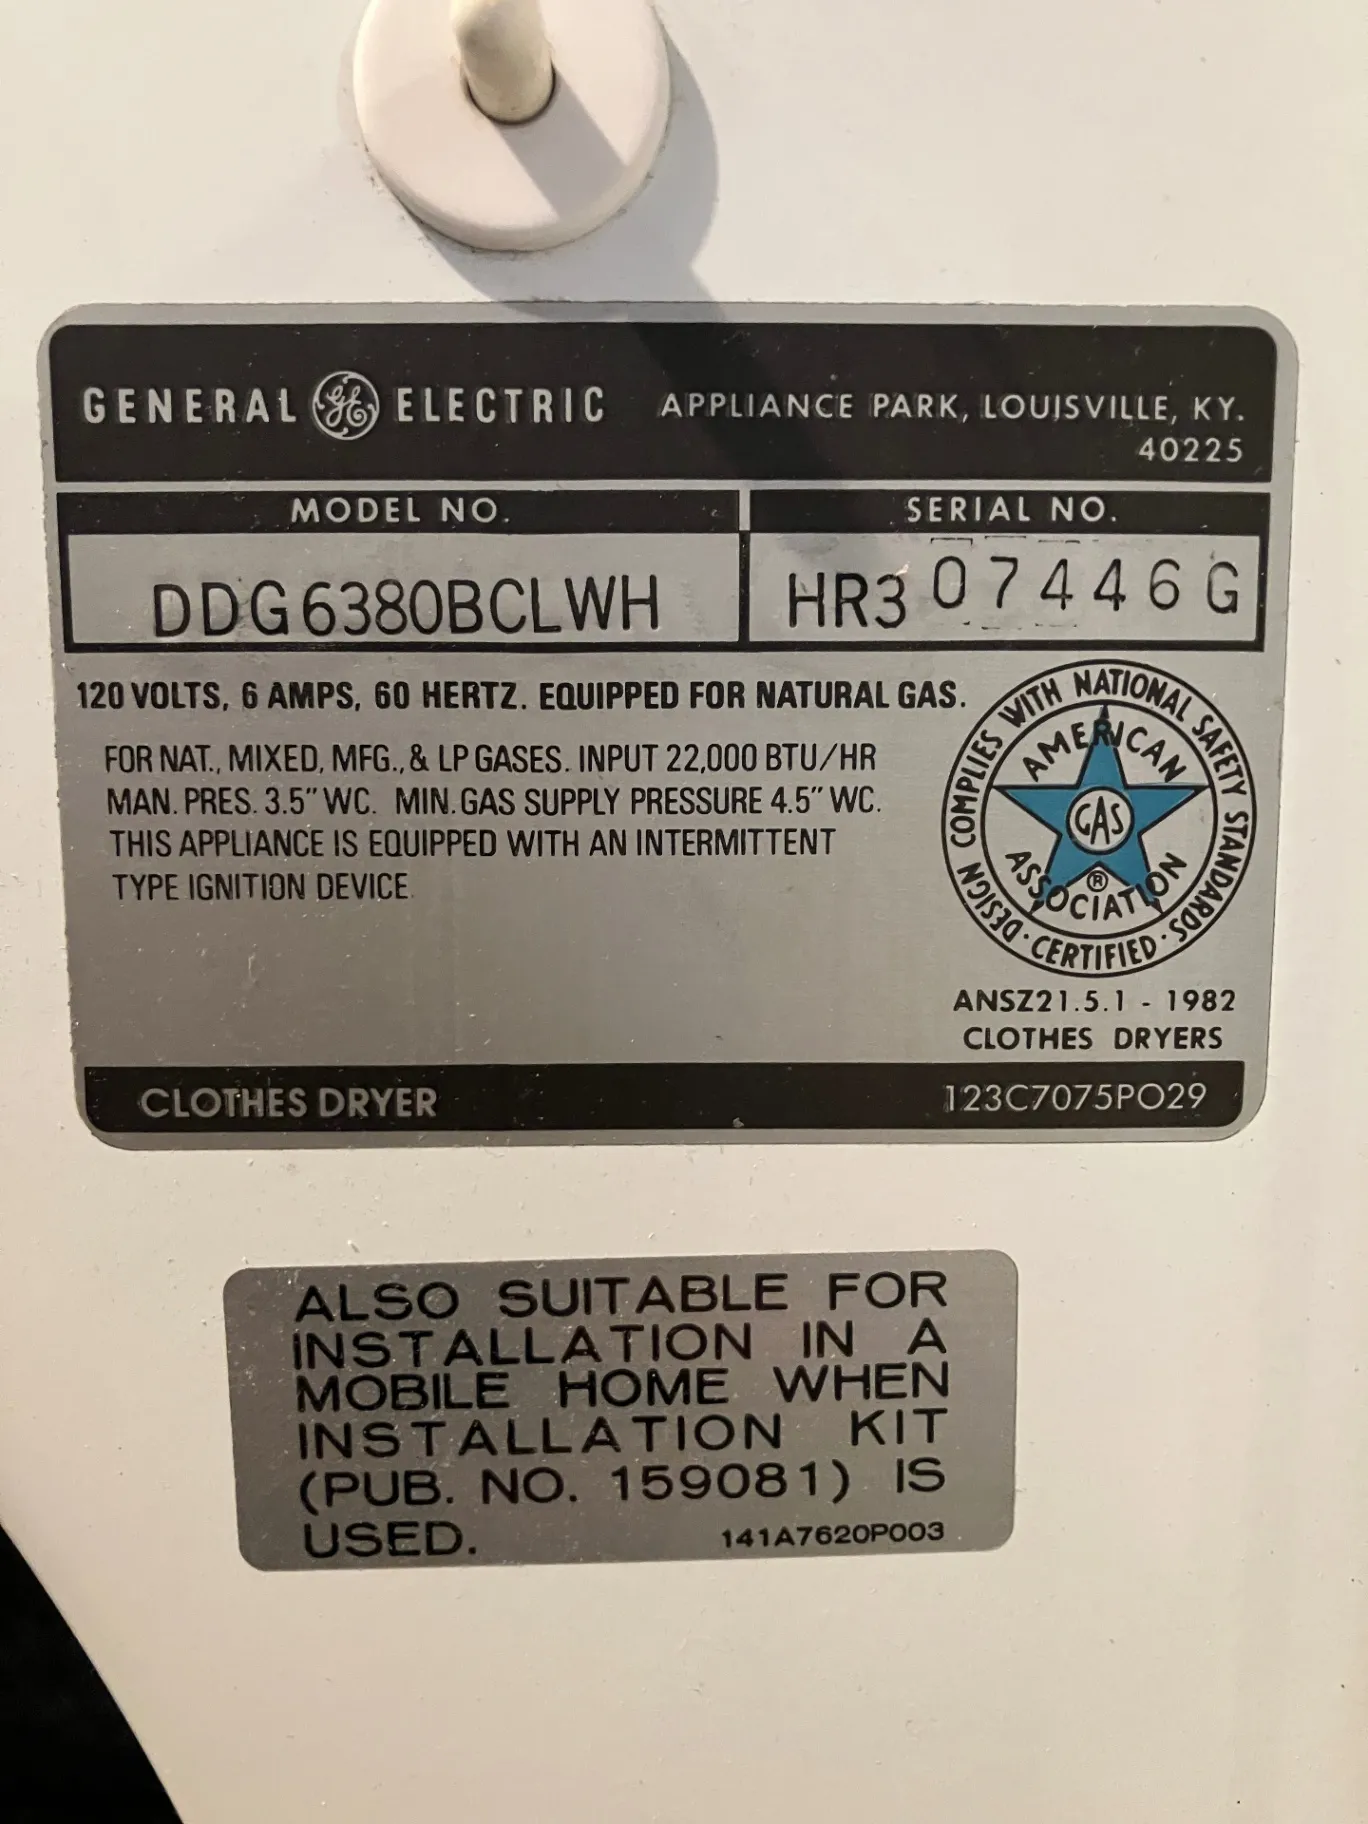 GENERAL GE ELECTRIC APPLIANCE PARK, LOUISVILLE, KY.
40225
MODEL NO. SERIAL NO.
DDG6380BCLWH HR307446G
120 VOLTS, 6 AMPS, 60 HERTZ. EQUIPPED FOR NATURAL GAS.
FOR NAT., MIXED, MFG., & LP GASES. INPUT 22,000 BTU/HR
MAN. PRES. 3.5" WC. MIN. GAS SUPPLY PRESSURE 4.5" WC.
THIS APPLIANCE IS EQUIPPED WITH AN INTERMITTENT
TYPE IGNITION DEVICE
DESIGN COMPLIES WITH NATIONAL SAFETY STANDARDS · CERTIFIED ·
AMERICAN
GAS
®
ASSOCIATION
ANSZ21.5.1 - 1982
CLOTHES DRYERS
CLOTHES DRYER 123C7075PO29
ALSO SUITABLE FOR
INSTALLATION IN A
MOBILE HOME WHEN
INSTALLATION KIT
(PUB. NO. 159081) IS
USED. 141A7620P003